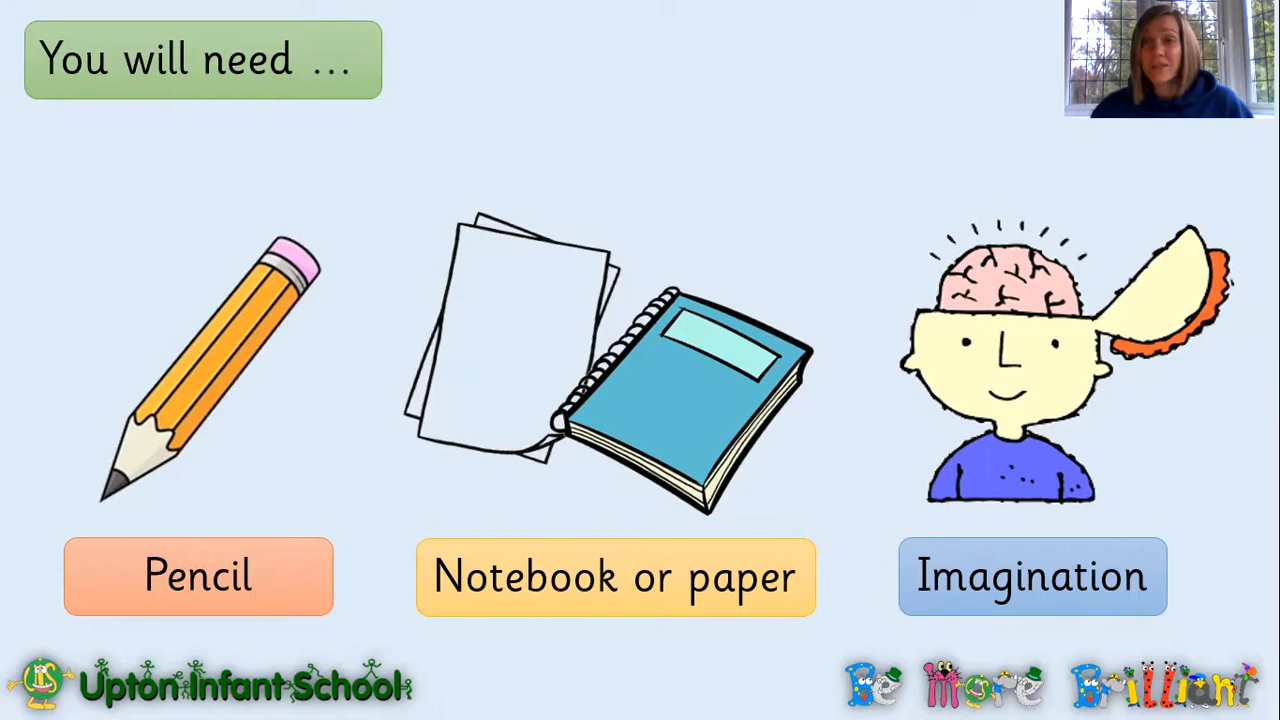 You will need ...
Pencil
Notebook or paper
Imagination
Upton Infant School
Be More Brilliant